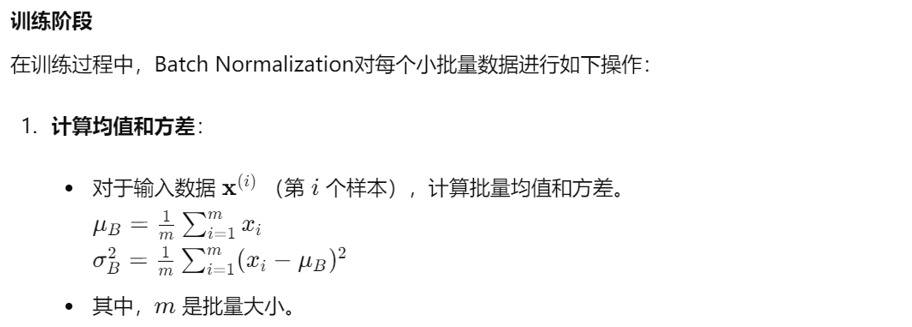 训练阶段
在训练过程中，Batch Normalization对每个小批量数据进行如下操作：
1. 计算均值和方差：
• 对于输入数据 $\mathbf{x}^{(i)}$ （第 $i$ 个样本），计算批量均值和方差。
$\mu_B = \frac{1}{m} \sum_{i=1}^{m} x_i$
$\sigma_B^2 = \frac{1}{m} \sum_{i=1}^{m} (x_i - \mu_B)^2$
• 其中，$m$ 是批量大小。